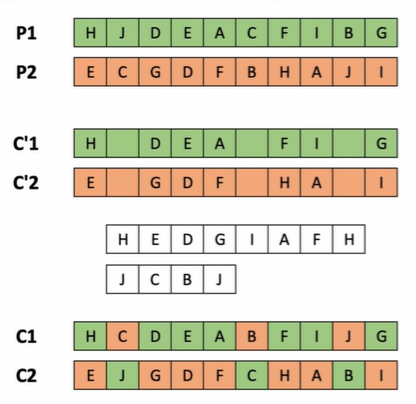 P1 H J D E A C F I B G
P2 E C G D F B H A J I
C'1 H D E A F I G
C'2 E G D F H A I
H E D G I A F H
J C B J
C1 H C D E A B F I J G
C2 E J G D F C H A B I